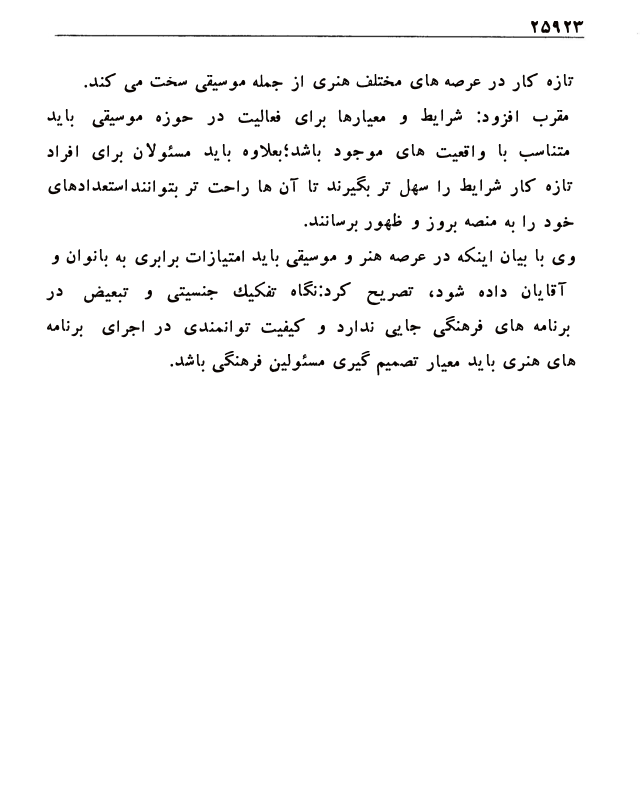 ۲۵۹۲۳
تازه کار در عرصه های مختلف هنری از جمله موسیقی سخت می کند.
مقرب افزود: شرایط و معیارها برای فعالیت در حوزه موسیقی باید
متناسب با واقعیت های موجود باشد؛بعلاوه باید مسئولان برای افراد
تازه کار شرایط را سهل تر بگیرند تا آن ها راحت تر بتوانند استعدادهای
خود را به منصه بروز و ظهور برسانند.
وی با بیان اینکه در عرصه هنر و موسیقی باید امتیازات برابری به بانوان و
آقایان داده شود، تصریح کرد:نگاه تفکیك جنسیتی و تبعیض در
برنامه های فرهنگی جایی ندارد و کیفیت توانمندی در اجرای برنامه
های هنری باید معیار تصمیم گیری مسئولین فرهنگی باشد.